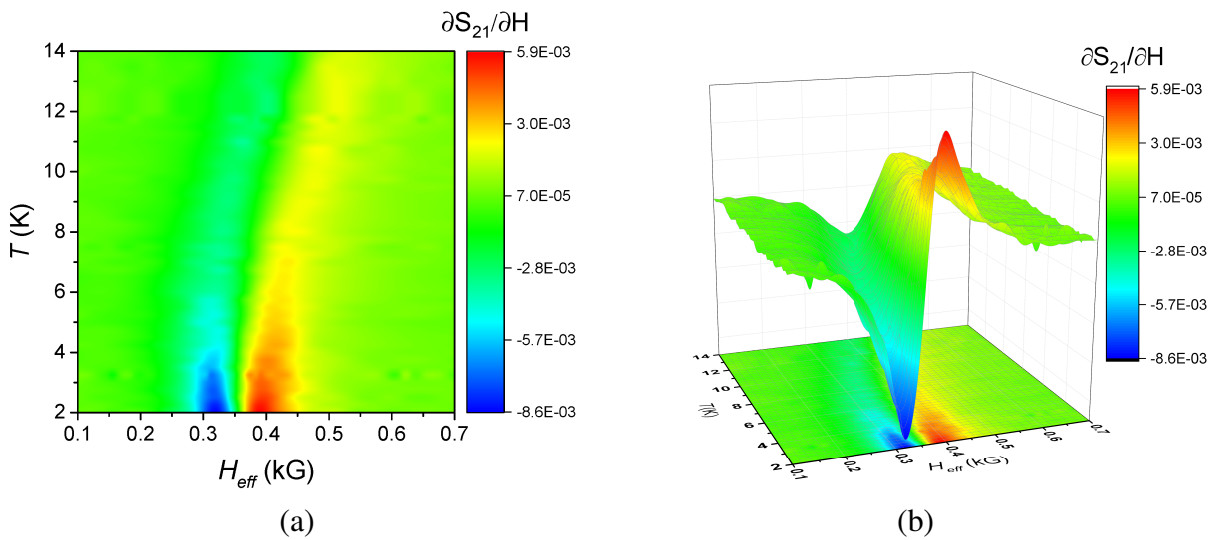 ∂S21/∂H
5.9E-03
3.0E-03
7.0E-05
-2.8E-03
-5.7E-03
-8.6E-03
14
12
10
8
6
4
2
T (K)
0.1 0.2 0.3 0.4 0.5 0.6 0.7
Heff (kG)
(a)
∂S21/∂H
5.9E-03
3.0E-03
7.0E-05
-2.8E-03
-5.7E-03
-8.6E-03
14
12
10
8
6
4
2
T(K)
0.1 0.2 0.3 0.4 0.5 0.6 0.7
H eff (kG)
(b)